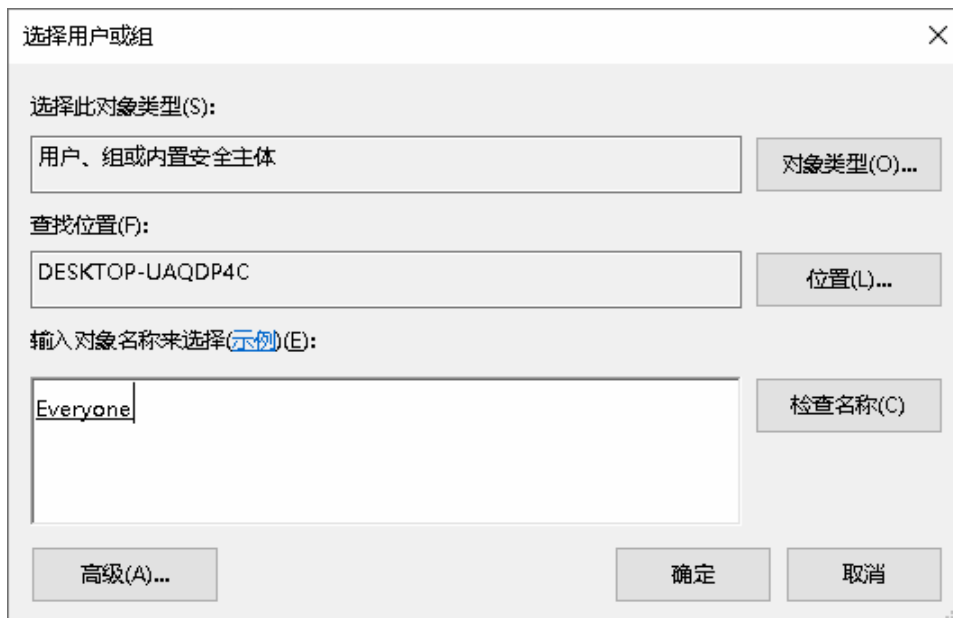 选择用户或组
选择此对象类型(S):
用户、组或内置安全主体
对象类型(O)...
查找位置(F):
DESKTOP-UAQDP4C
位置(L)...
输入对象名称来选择(示例)(E):
Everyone
检查名称(C)
高级(A)...
确定
取消